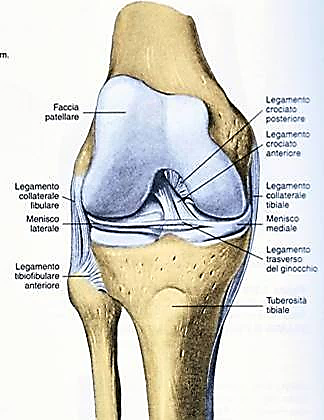 m.
Faccia
patellare
Legamento
collaterale
fibulare
Menisco
laterale
Legamento
tibiofibulare
anteriore
Legamento
crociato
posteriore
Legamento
crociato
anteriore
Legamento
collaterale
tibiale
Menisco
mediale
Legamento
trasverso
del ginocchio
Tuberosità
tibiale